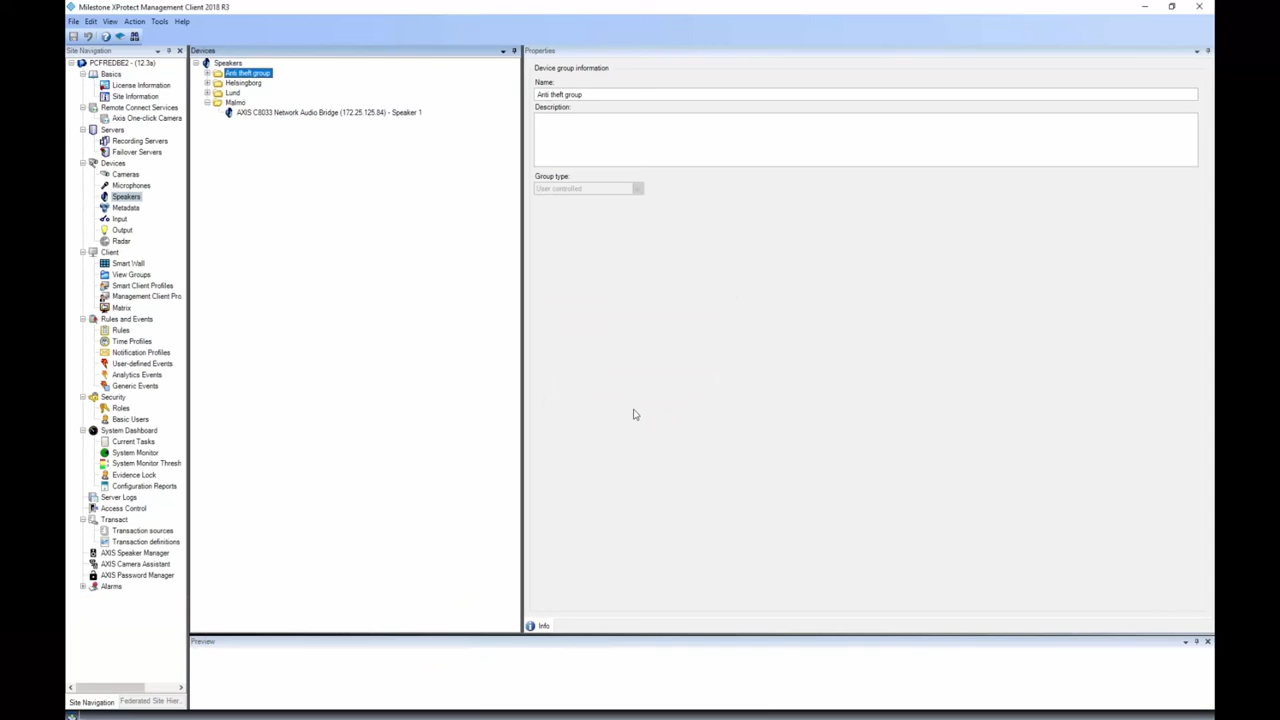 Milestone XProtect Management Client 2018 R3
File Edit View Action Tools Help
Site Navigation
PCFREDBE2 - (12.3a)
Basics
License Information
Site Information
Remote Connect Services
Axis One-click Camera
Servers
Recording Servers
Failover Servers
Devices
Cameras
Microphones
Speakers
Metadata
Input
Output
Radar
Client
Smart Wall
View Groups
Smart Client Profiles
Management Client Pro
Matrix
Rules and Events
Rules
Time Profiles
Notification Profiles
User-defined Events
Analytics Events
Generic Events
Security
Roles
Basic Users
System Dashboard
Current Tasks
System Monitor
System Monitor Thresh
Evidence Lock
Configuration Reports
Server Logs
Access Control
Transact
Transaction sources
Transaction definitions
AXIS Speaker Manager
AXIS Camera Assistant
AXIS Password Manager
Alarms
Site Navigation Federated Site Hier...
Devices
Speakers
Anti theft group
Helsingborg
Lund
Malmö
AXIS C8033 Network Audio Bridge (172.25.125.84) - Speaker 1
Properties
Device group information
Name:
Anti theft group
Description:
Group type:
User controlled
Info
Preview